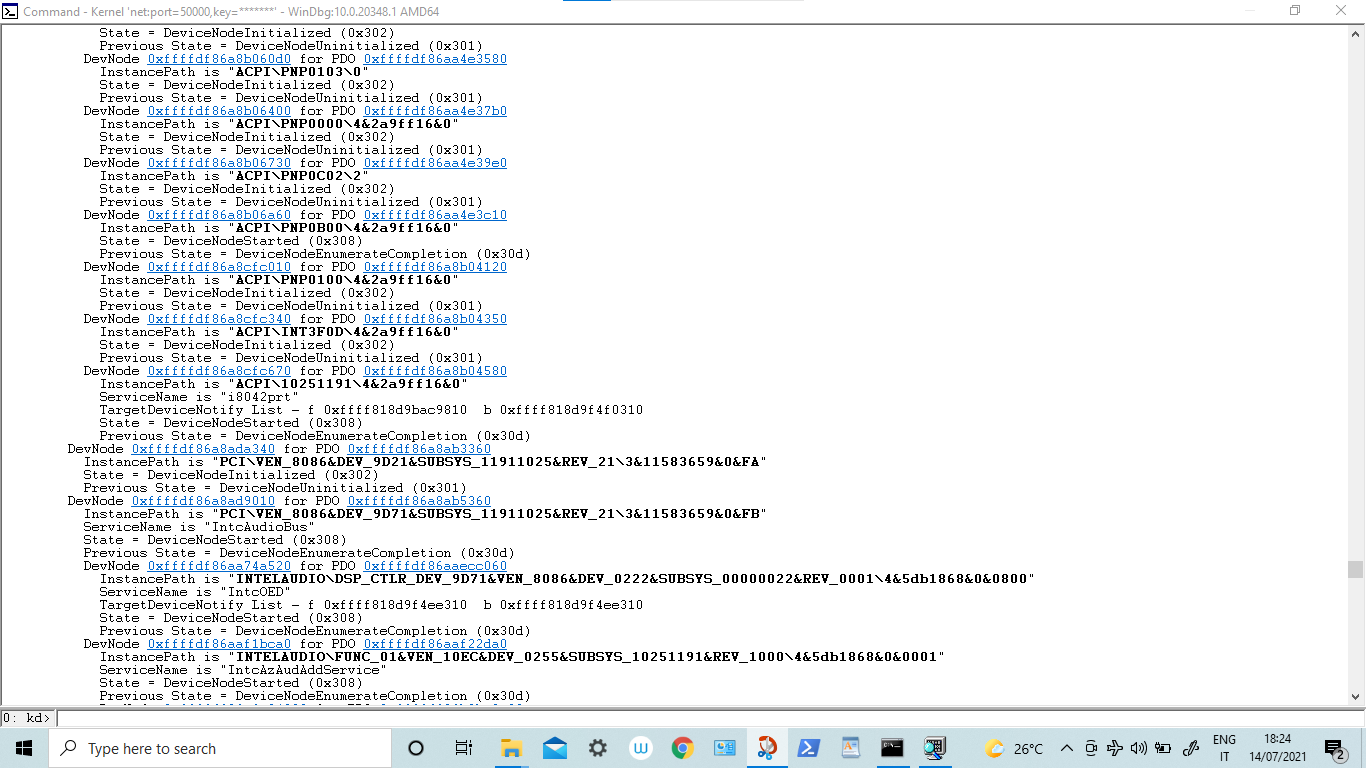 Command - Kernel 'net:port=50000,key=*******' - WinDbg:10.0.20348.1 AMD64
State = DeviceNodeInitialized (0x302)
Previous State = DeviceNodeUninitialized (0x301)
DevNode 0xffffdf86a8b060d0 for PDO 0xffffdf86aa4e3580
InstancePath is "ACPI\PNP0103\0"
State = DeviceNodeInitialized (0x302)
Previous State = DeviceNodeUninitialized (0x301)
DevNode 0xffffdf86a8b06400 for PDO 0xffffdf86aa4e37b0
InstancePath is "ACPI\PNP0000\4&2a9ff16&0"
State = DeviceNodeInitialized (0x302)
Previous State = DeviceNodeUninitialized (0x301)
DevNode 0xffffdf86a8b06730 for PDO 0xffffdf86aa4e39e0
InstancePath is "ACPI\PNP0C02\2"
State = DeviceNodeInitialized (0x302)
Previous State = DeviceNodeUninitialized (0x301)
DevNode 0xffffdf86a8b06a60 for PDO 0xffffdf86aa4e3c10
InstancePath is "ACPI\PNP0B00\4&2a9ff16&0"
State = DeviceNodeStarted (0x308)
Previous State = DeviceNodeEnumerateCompletion (0x30d)
DevNode 0xffffdf86a8cfc010 for PDO 0xffffdf86a8b04120
InstancePath is "ACPI\PNP0100\4&2a9ff16&0"
State = DeviceNodeInitialized (0x302)
Previous State = DeviceNodeUninitialized (0x301)
DevNode 0xffffdf86a8cfc340 for PDO 0xffffdf86a8b04350
InstancePath is "ACPI\INT3F0D\4&2a9ff16&0"
State = DeviceNodeInitialized (0x302)
Previous State = DeviceNodeUninitialized (0x301)
DevNode 0xffffdf86a8cfc670 for PDO 0xffffdf86a8b04580
InstancePath is "ACPI\10251191\4&2a9ff16&0"
ServiceName is "i8042prt"
TargetDeviceNotify List - f 0xffff818d9bac9810  b 0xffff818d9f4f0310
State = DeviceNodeStarted (0x308)
Previous State = DeviceNodeEnumerateCompletion (0x30d)
DevNode 0xffffdf86a8ada340 for PDO 0xffffdf86a8ab3360
InstancePath is "PCI\VEN_8086&DEV_9D21&SUBSYS_11911025&REV_21\3&11583659&0&FA"
State = DeviceNodeInitialized (0x302)
Previous State = DeviceNodeUninitialized (0x301)
DevNode 0xffffdf86a8ad9010 for PDO 0xffffdf86a8ab5360
InstancePath is "PCI\VEN_8086&DEV_9D71&SUBSYS_11911025&REV_21\3&11583659&0&FB"
ServiceName is "IntcAudioBus"
State = DeviceNodeStarted (0x308)
Previous State = DeviceNodeEnumerateCompletion (0x30d)
DevNode 0xffffdf86aa74a520 for PDO 0xffffdf86aaecc060
InstancePath is "INTELAUDIO\DSP_CTLR_DEV_9D71&VEN_8086&DEV_0222&SUBSYS_00000022&REV_0001\4&5db1868&0&0800"
ServiceName is "IntcOED"
TargetDeviceNotify List - f 0xffff818d9f4ee310  b 0xffff818d9f4ee310
State = DeviceNodeStarted (0x308)
Previous State = DeviceNodeEnumerateCompletion (0x30d)
DevNode 0xffffdf86aaf1bca0 for PDO 0xffffdf86aaf22da0
InstancePath is "INTELAUDIO\FUNC_01&VEN_10EC&DEV_0255&SUBSYS_10251191&REV_1000\4&5db1868&0&0001"
ServiceName is "IntcAzAudAddService"
State = DeviceNodeStarted (0x308)
Previous State = DeviceNodeEnumerateCompletion (0x30d)
0: kd>
Type here to search
26°C
ENG
IT
18:24
14/07/2021
2